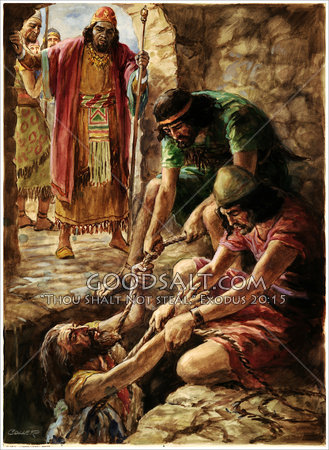 GOODSALT.COM
"THOU SHALT NOT STEAL" EXODUS 20:15